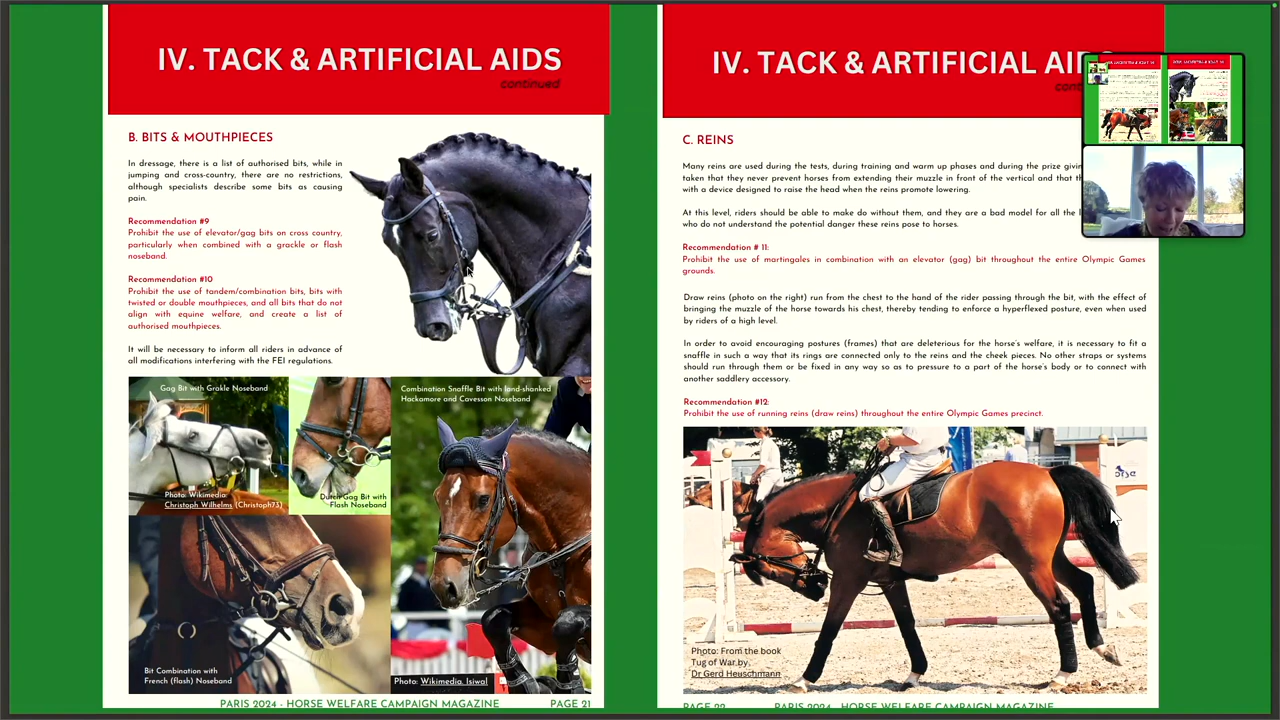 IV. TACK & ARTIFICIAL AIDS
continued
B. BITS & MOUTHPIECES
In dressage, there is a list of authorised bits, while in
jumping and cross-country, there are no restrictions,
although specialists describe some bits as causing
pain.
Recommendation #9
Prohibit the use of elevator/gag bits on cross country,
particularly when combined with a grackle or flash
noseband.
Recommendation #10
Prohibit the use of tandem/combination bits, bits with
twisted or double mouthpieces, and all bits that do not
align with equine welfare, and create a list of
authorised mouthpieces.
It will be necessary to inform all riders in advance of
all modifications interfering with the FEI regulations.
Gag Bit with Grakle Noseband
Photo: Wikimedia:
Christoph Wilhelms (Christoph73)
Dutch Gag Bit with
Flash Noseband
Combination Snaffle Bit with land-shanked
Hackamore and Cavesson Noseband
Bit Combination with
French (flash) Noseband
Photo: Wikimedia, Isiwal
PARIS 2024 - HORSE WELFARE CAMPAIGN MAGAZINE PAGE 21
IV. TACK & ARTIFICIAL AIDS
C. REINS
Many reins are used during the tests, during training and warm up phases and during the prize
taken that they never prevent horses from extending their muzzle in front of the vertical and that
with a device designed to raise the head when the reins promote lowering.
At this level, riders should be able to make do without them, and they are a bad model for all the
who do not understand the potential danger these reins pose to horses.
Recommendation # 11:
Prohibit the use of martingales in combination with an elevator (gag) bit throughout the entire Olympic Games
grounds.
Draw reins (photo on the right) run from the chest to the hand of the rider passing through the bit, with the effect of
bringing the muzzle of the horse towards his chest, thereby tending to enforce a hyperflexed posture, even when used
by riders of a high level.
In order to avoid encouraging postures (frames) that are deleterious for the horse's welfare, it is necessary to fit a
snaffle in such a way that its rings are connected only to the reins and the cheek pieces. No other straps or systems
should run through them or be fixed in any way so as to pressure to a part of the horse's body or to connect with
another saddlery accessory.
Recommendation #12:
Prohibit the use of running reins (draw reins) throughout the entire Olympic Games precinct.
Photo: From the book
Tug of War by
Dr Gerd Heuschmann
PAGE 22 PARIS 2024 - HORSE WELFARE CAMPAIGN MAGAZINE